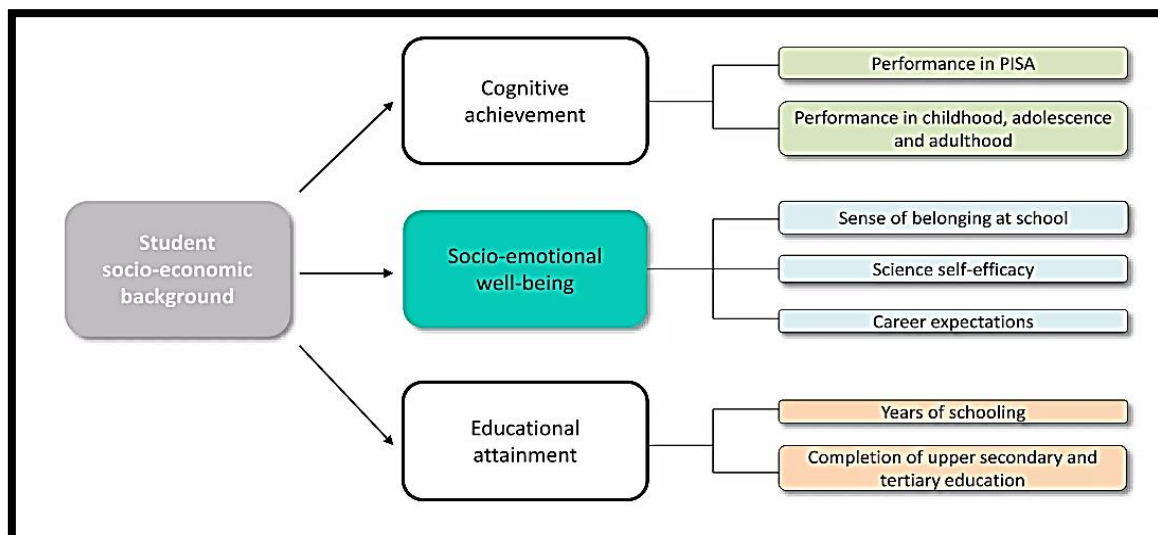 Student
socio-economic
background
Cognitive
achievement
Performance in PISA
Performance in childhood, adolescence
and adulthood
Socio-emotional
well-being
Sense of belonging at school
Science self-efficacy
Career expectations
Educational
attainment
Years of schooling
Completion of upper secondary and
tertiary education